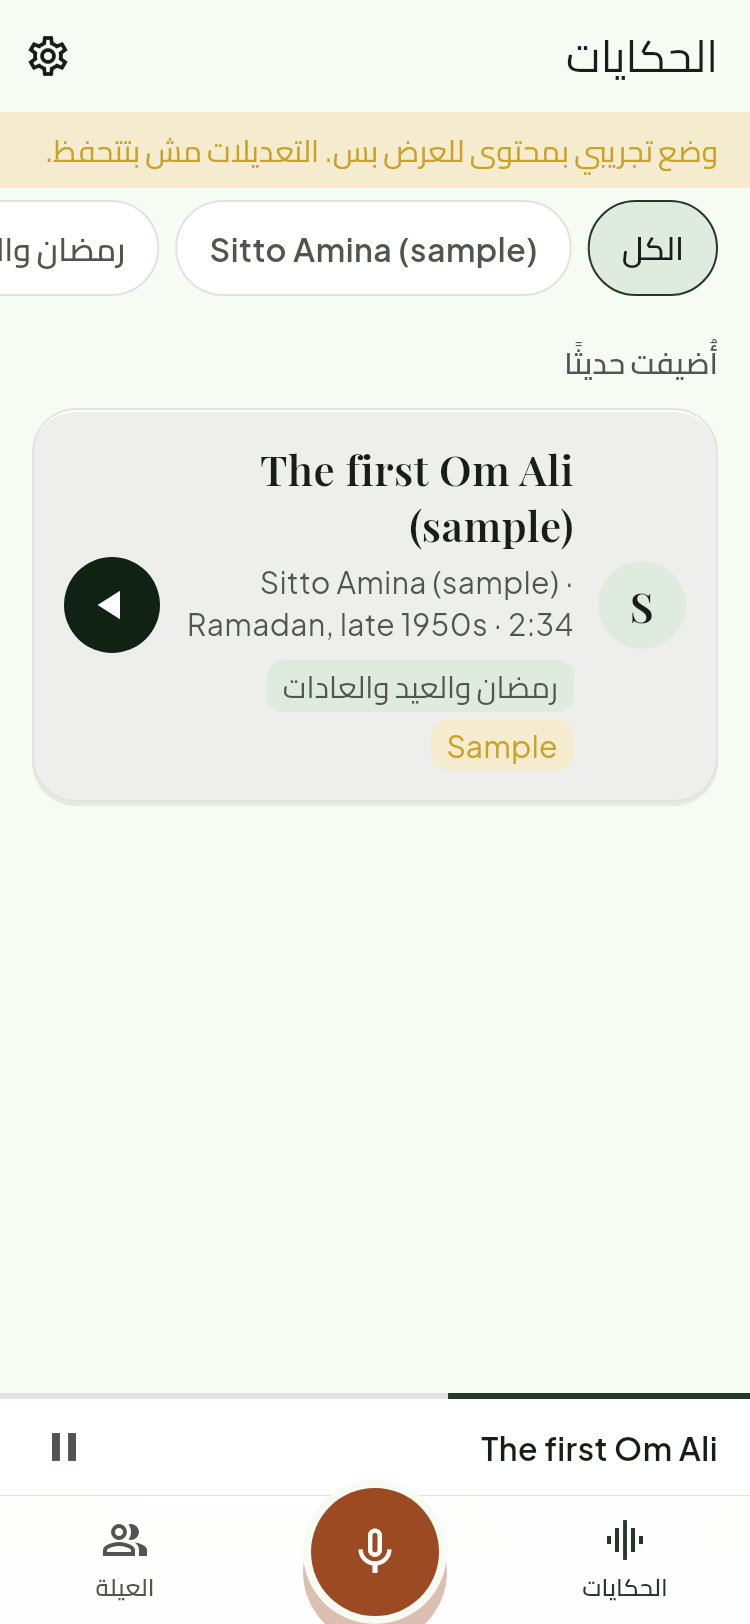 الحكايات
وضع تجريبي بمحتوى للعرض بس. التعديلات مش بتتحفظ.
الكل
Sitto Amina (sample)
رمضان وال
أُضيفت حديثًا
The first Om Ali
(sample)
Sitto Amina (sample) ·
Ramadan, late 1950s · 2:34
S
رمضان والعيد والعادات
Sample
The first Om Ali
الحكايات
العيلة